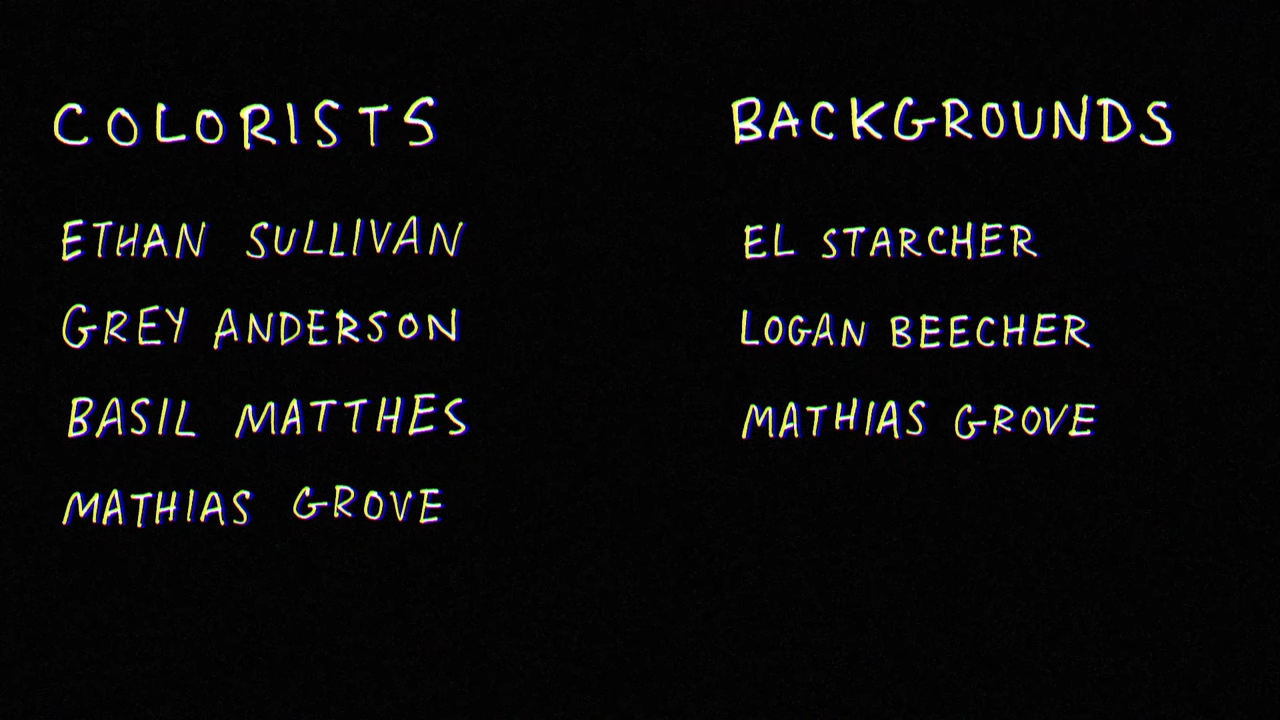 COLORISTS
ETHAN SULLIVAN
GREY ANDERSON
BASIL MATTHES
MATHIAS GROVE
BACKGROUNDS
EL STARCHER
LOGAN BEECHER
MATHIAS GROVE